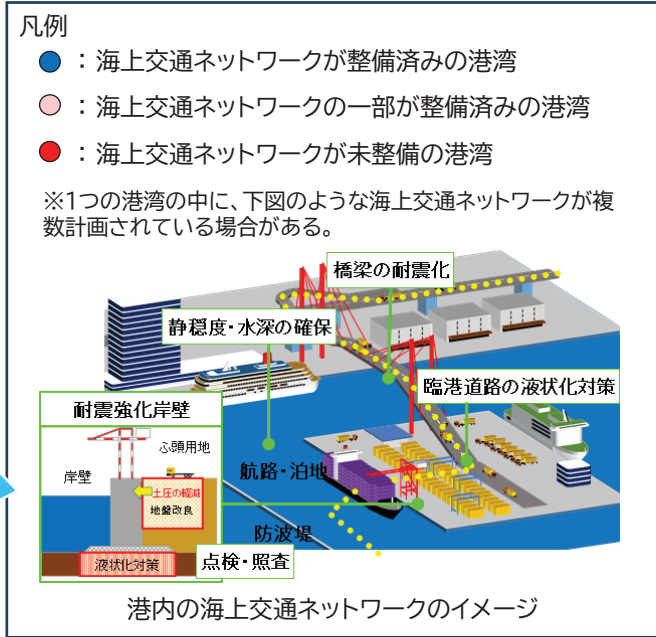 凡例
：海上交通ネットワークが整備済みの港湾
：海上交通ネットワークの一部が整備済みの港湾
：海上交通ネットワークが未整備の港湾
※1つの港湾の中に、下図のような海上交通ネットワークが複
数計画されている場合がある。
橋梁の耐震化
静穏度・水深の確保
臨港道路の液状化対策
耐震強化岸壁
ふ頭用地
岸壁
土圧の軽減
地盤改良
液状化対策
航路・泊地
防波堤
点検・照査
港内の海上交通ネットワークのイメージ